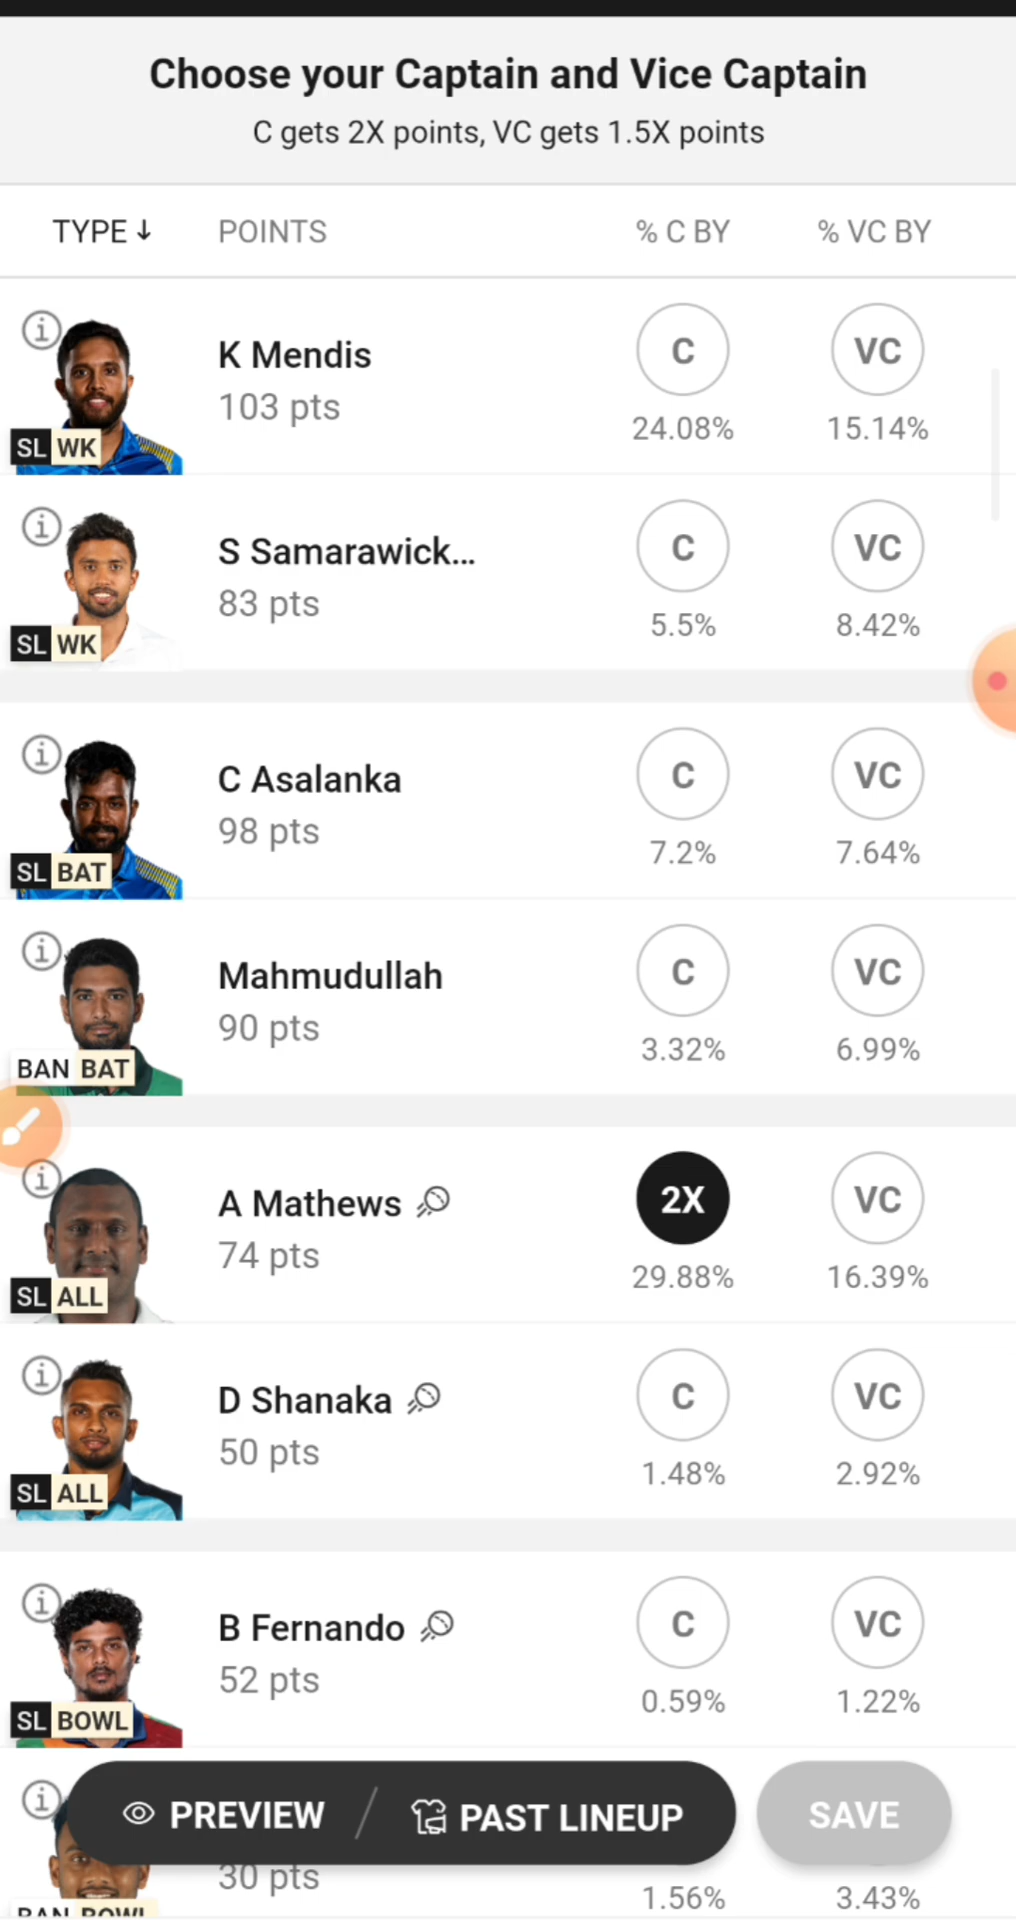 Choose your Captain and Vice Captain
C gets 2X points, VC gets 1.5X points
TYPE↓ POINTS % C BY % VC BY
K Mendis C VC
103 pts 24.08% 15.14%
SL WK
S Samarawick... C VC
83 pts 5.5% 8.42%
SL WK
C Asalanka C VC
98 pts 7.2% 7.64%
SL BAT
Mahmudullah C VC
90 pts 3.32% 6.99%
BAN BAT
A Mathews 2X VC
74 pts 29.88% 16.39%
SL ALL
D Shanaka C VC
50 pts 1.48% 2.92%
SL ALL
B Fernando C VC
52 pts 0.59% 1.22%
SL BOWL
PREVIEW / PAST LINEUP SAVE
30 pts 1.56% 3.43%
BAN BOWL